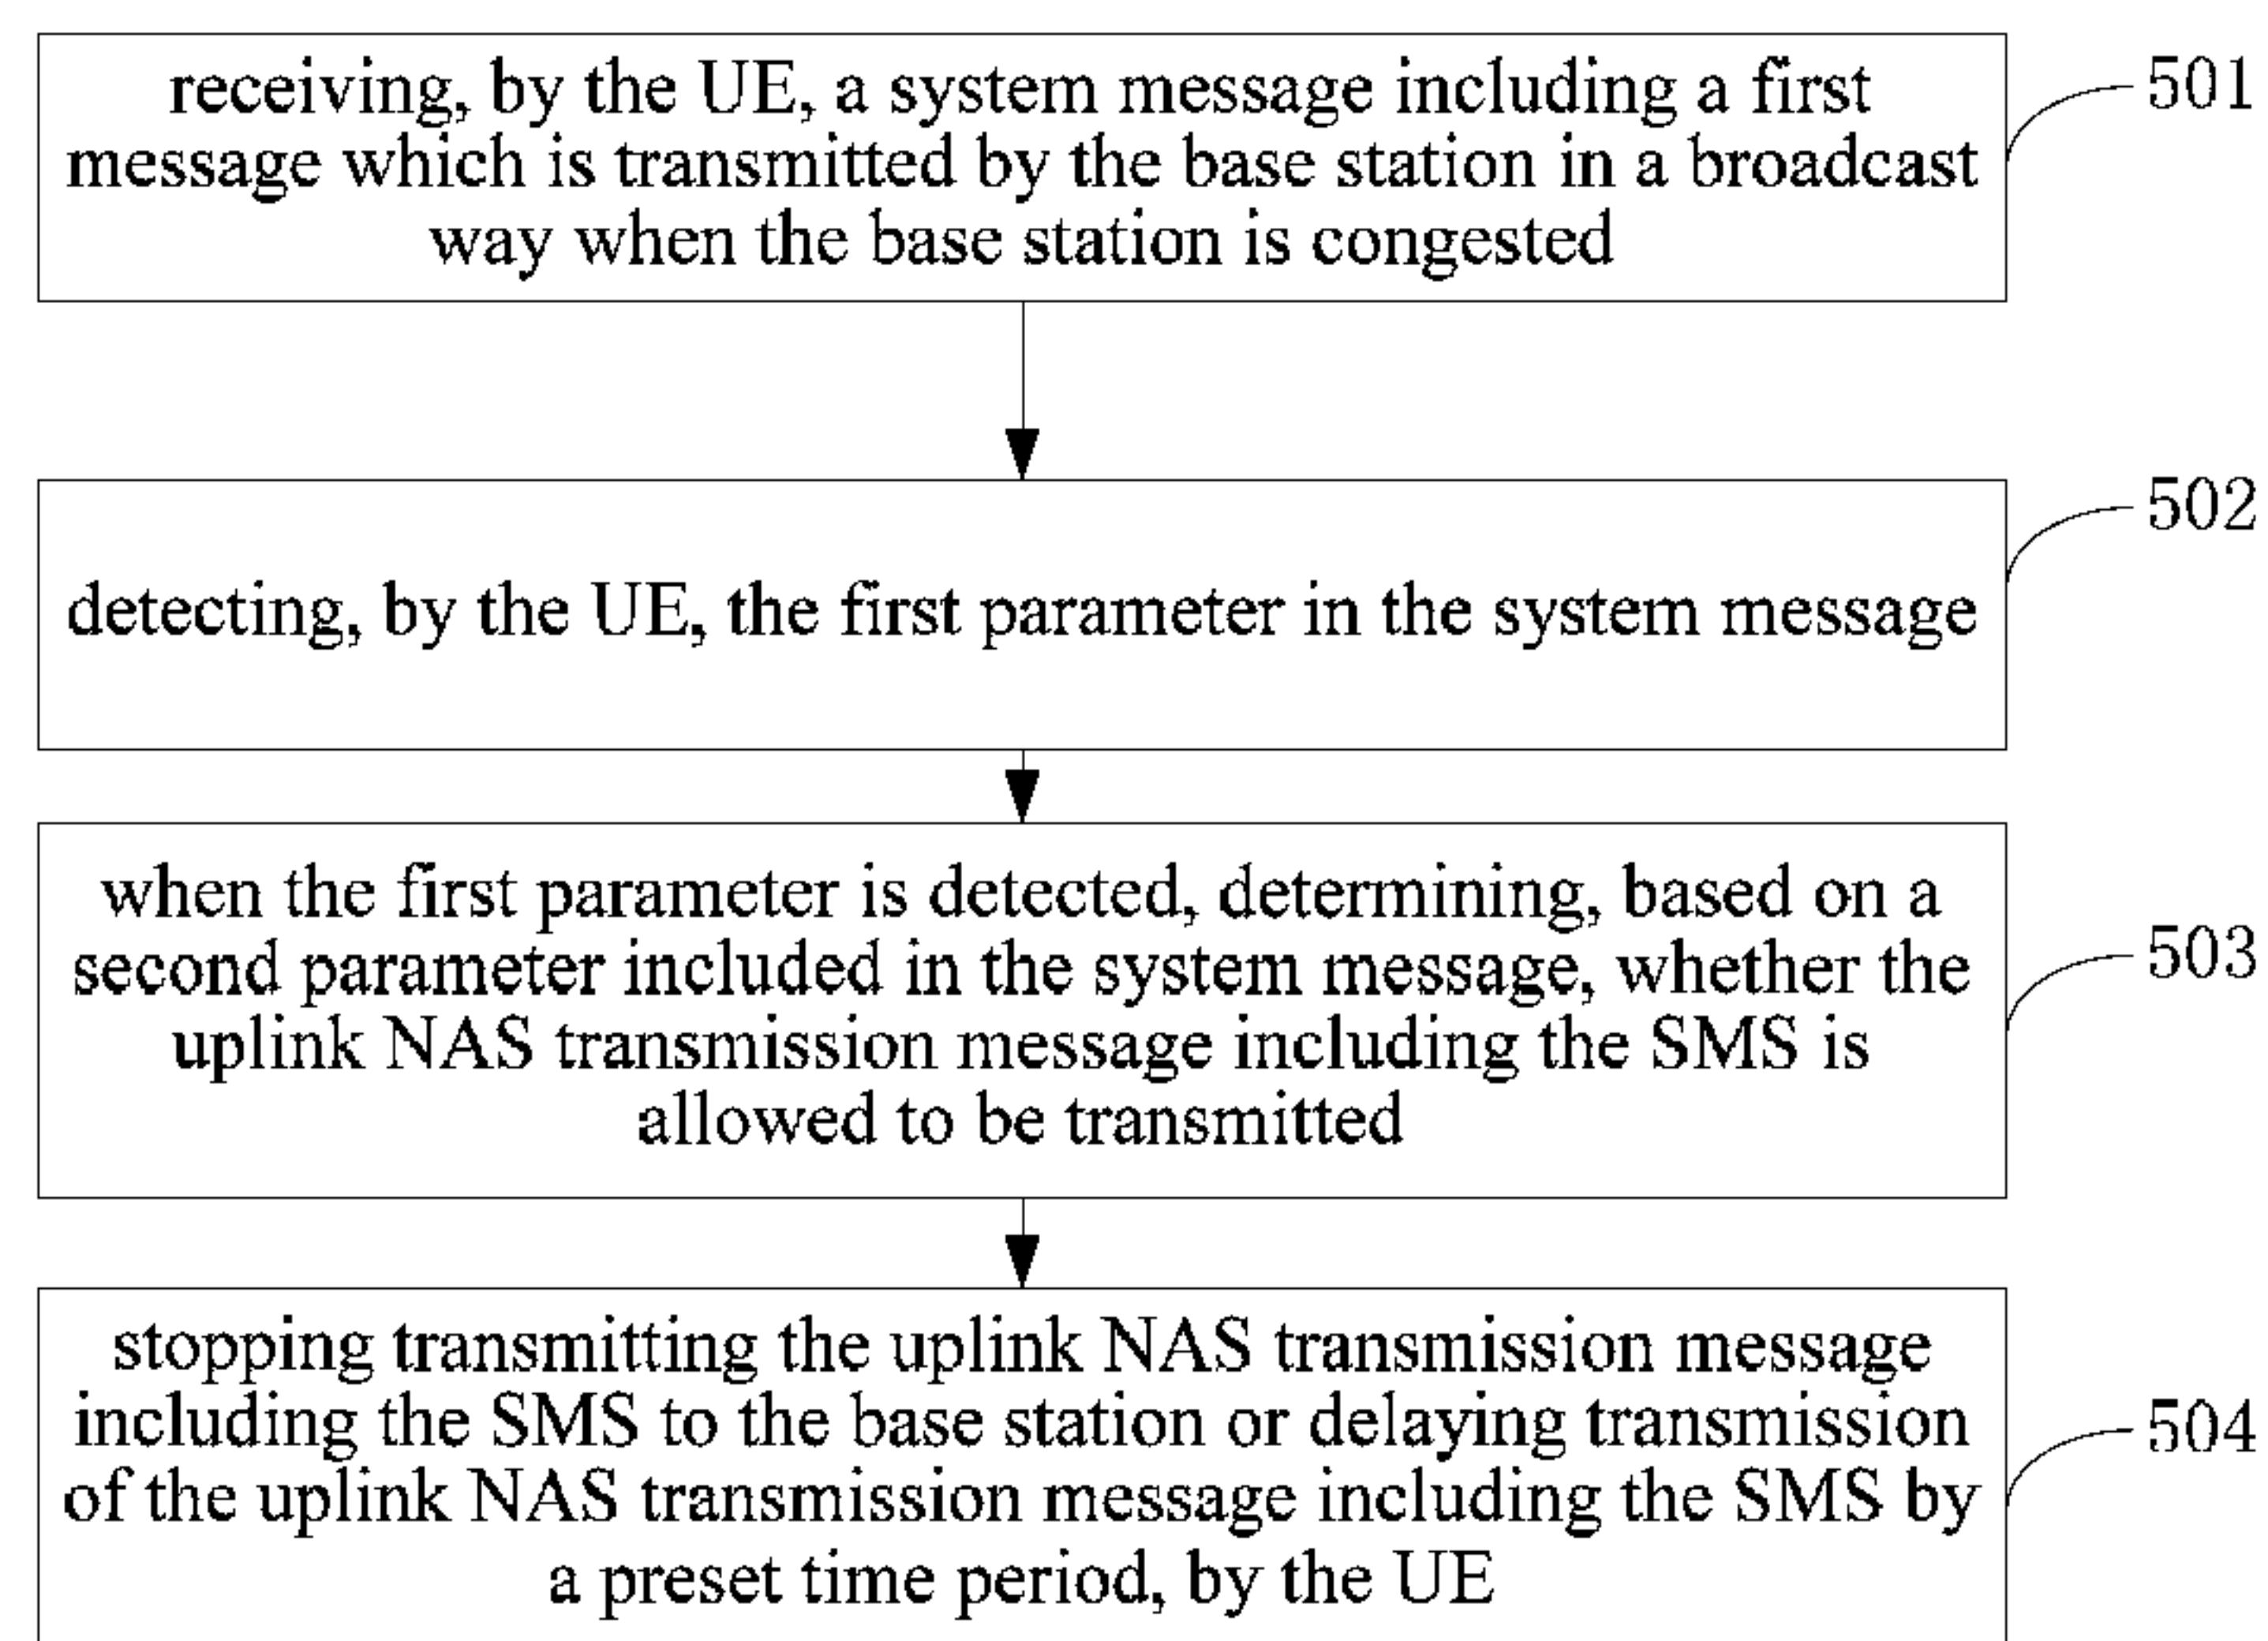 receiving, by the UE, a system message including a first
message which is transmitted by the base station in a broadcast
way when the base station is congested
501
detecting, by the UE, the first parameter in the system message
502
when the first parameter is detected, determining, based on a
second parameter included in the system message, whether the
uplink NAS transmission message including the SMS is
allowed to be transmitted
503
stopping transmitting the uplink NAS transmission message
including the SMS to the base station or delaying transmission
of the uplink NAS transmission message including the SMS by
a preset time period, by the UE
504